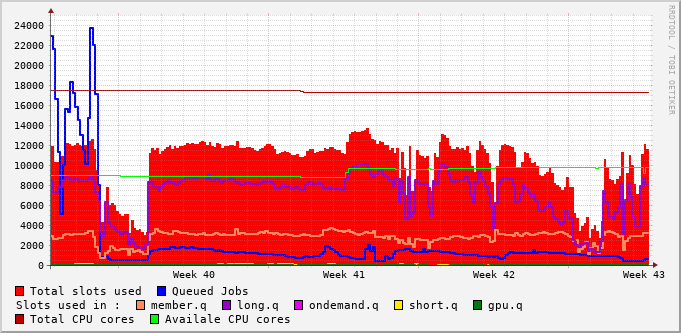 24000
22000
20000
18000
16000
14000
12000
10000
8000
6000
4000
2000
0
RRDTOOL / TOBI OETIKER
Week 40 Week 41 Week 42 Week 43
Total slots used Queued Jobs
Slots used in : member.q long.q ondemand.q short.q gpu.q
Total CPU cores Availale CPU cores